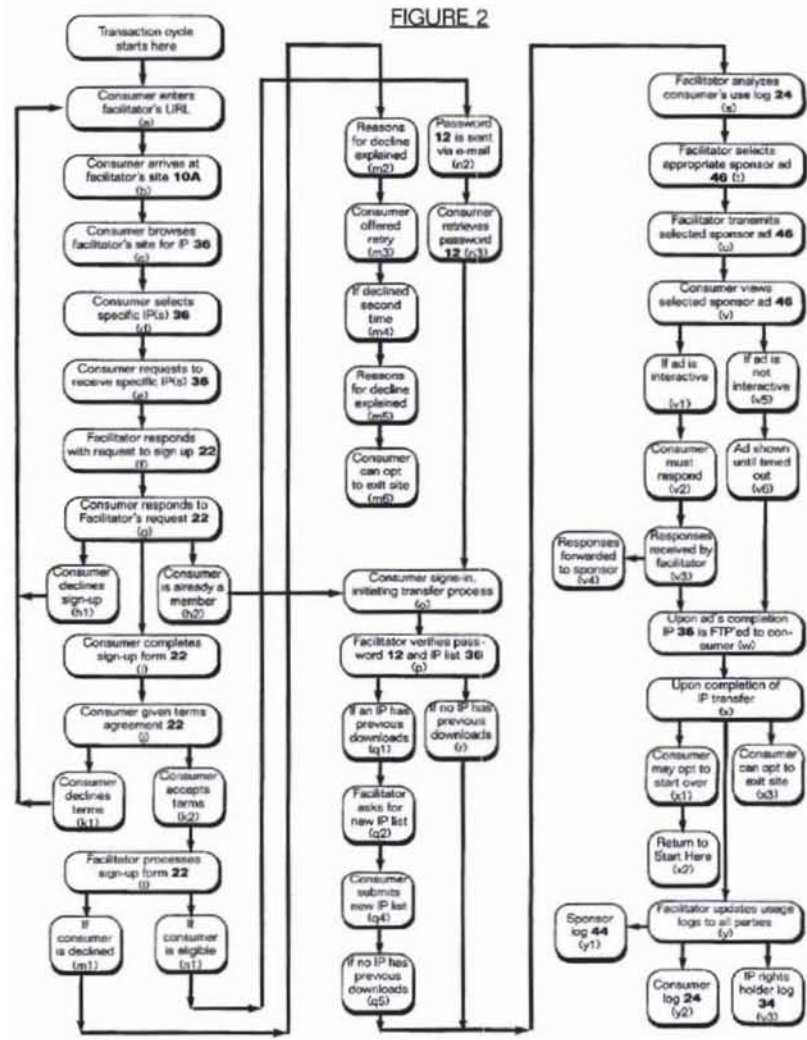 FIGURE 2
Transaction cycle
starts here
Consumer enters
facilitator's URL
(a)
Consumer arrives at
facilitator's site 10A
(b)
Consumer browses
facilitator's site for IP 36
(c)
Consumer selects
specific IP(s) 36
(d)
Consumer requests to
receive specific IP(s) 36
(e)
Facilitator responds
with request to sign up 22
(f)
Consumer responds to
Facilitator's request 22
(g)
Consumer
declines
sign-up
(h1)
Consumer
is already a
member
(h2)
Consumer completes
sign-up form 22
(i)
Consumer given terms
agreement 22
(j)
Consumer
declines
terms
(k1)
Consumer
accepts
terms
(k2)
Facilitator processes
sign-up form 22
(l)
If
consumer
is declined
(m1)
If
consumer
is eligible
(n1)
Reasons
for decline
explained
(m2)
Consumer
offered
retry
(m3)
If declined
second
time
(m4)
Reasons
for decline
explained
(m5)
Consumer
can opt
to exit site
(m6)
Password
12 is sent
via e-mail
(n2)
Consumer
retrieves
password
12 (n3)
Consumer signs-in,
initiating transfer process
(o)
Facilitator verifies pass-
word 12 and IP list 36
(p)
If an IP has
previous
downloads
(q1)
If no IP has
previous
downloads
(r)
Facilitator
asks for
new IP list
(q2)
Consumer
submits
new IP list
(q4)
If no IP has
previous
downloads
(q5)
Facilitator analyzes
consumer's use log 24
(s)
Facilitator selects
appropriate sponsor ad
46 (t)
Facilitator transmits
selected sponsor ad 46
(u)
Consumer views
selected sponsor ad 46
(v)
If ad is
interactive
(v1)
If ad is
not
interactive
(v5)
Consumer
must
respond
(v2)
Ad shown
until timed
out
(v6)
Responses
forwarded
to sponsor
(v4)
Responses
received by
facilitator
(v3)
Upon ad's completion
IP 36 is FTP'ed to con-
sumer (w)
Upon completion of
IP transfer
(x)
Consumer
may opt to
start over
(x1)
Consumer
can opt to
exit site
(x3)
Return to
Start Here
(x2)
Facilitator updates usage
logs to all parties
(y)
Sponsor
log 44
(y1)
Consumer
log 24
(y2)
IP rights
holder log
34
(y3)